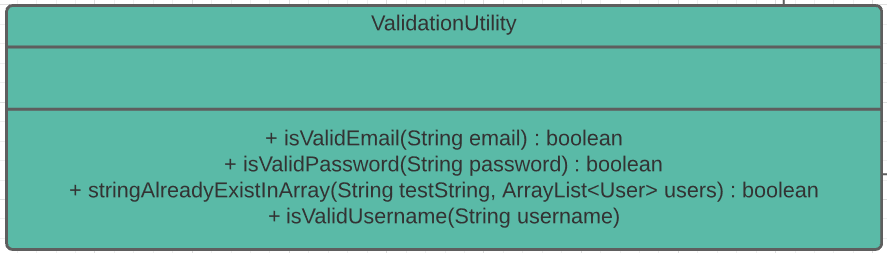 ValidationUtility
+ isValidEmail(String email) : boolean
+ isValidPassword(String password) : boolean
+ stringAlreadyExistInArray(String testString, ArrayList<User> users) : boolean
+ isValidUsername(String username)